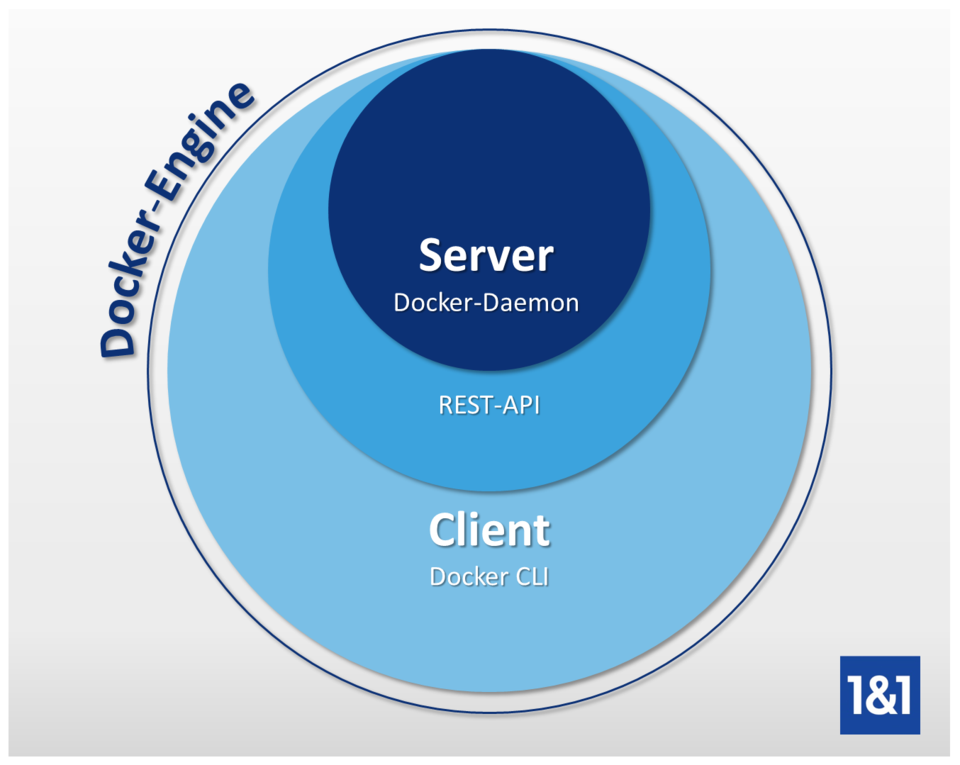 Docker-Engine
Server
Docker-Daemon
REST-API
Client
Docker CLI
1&1